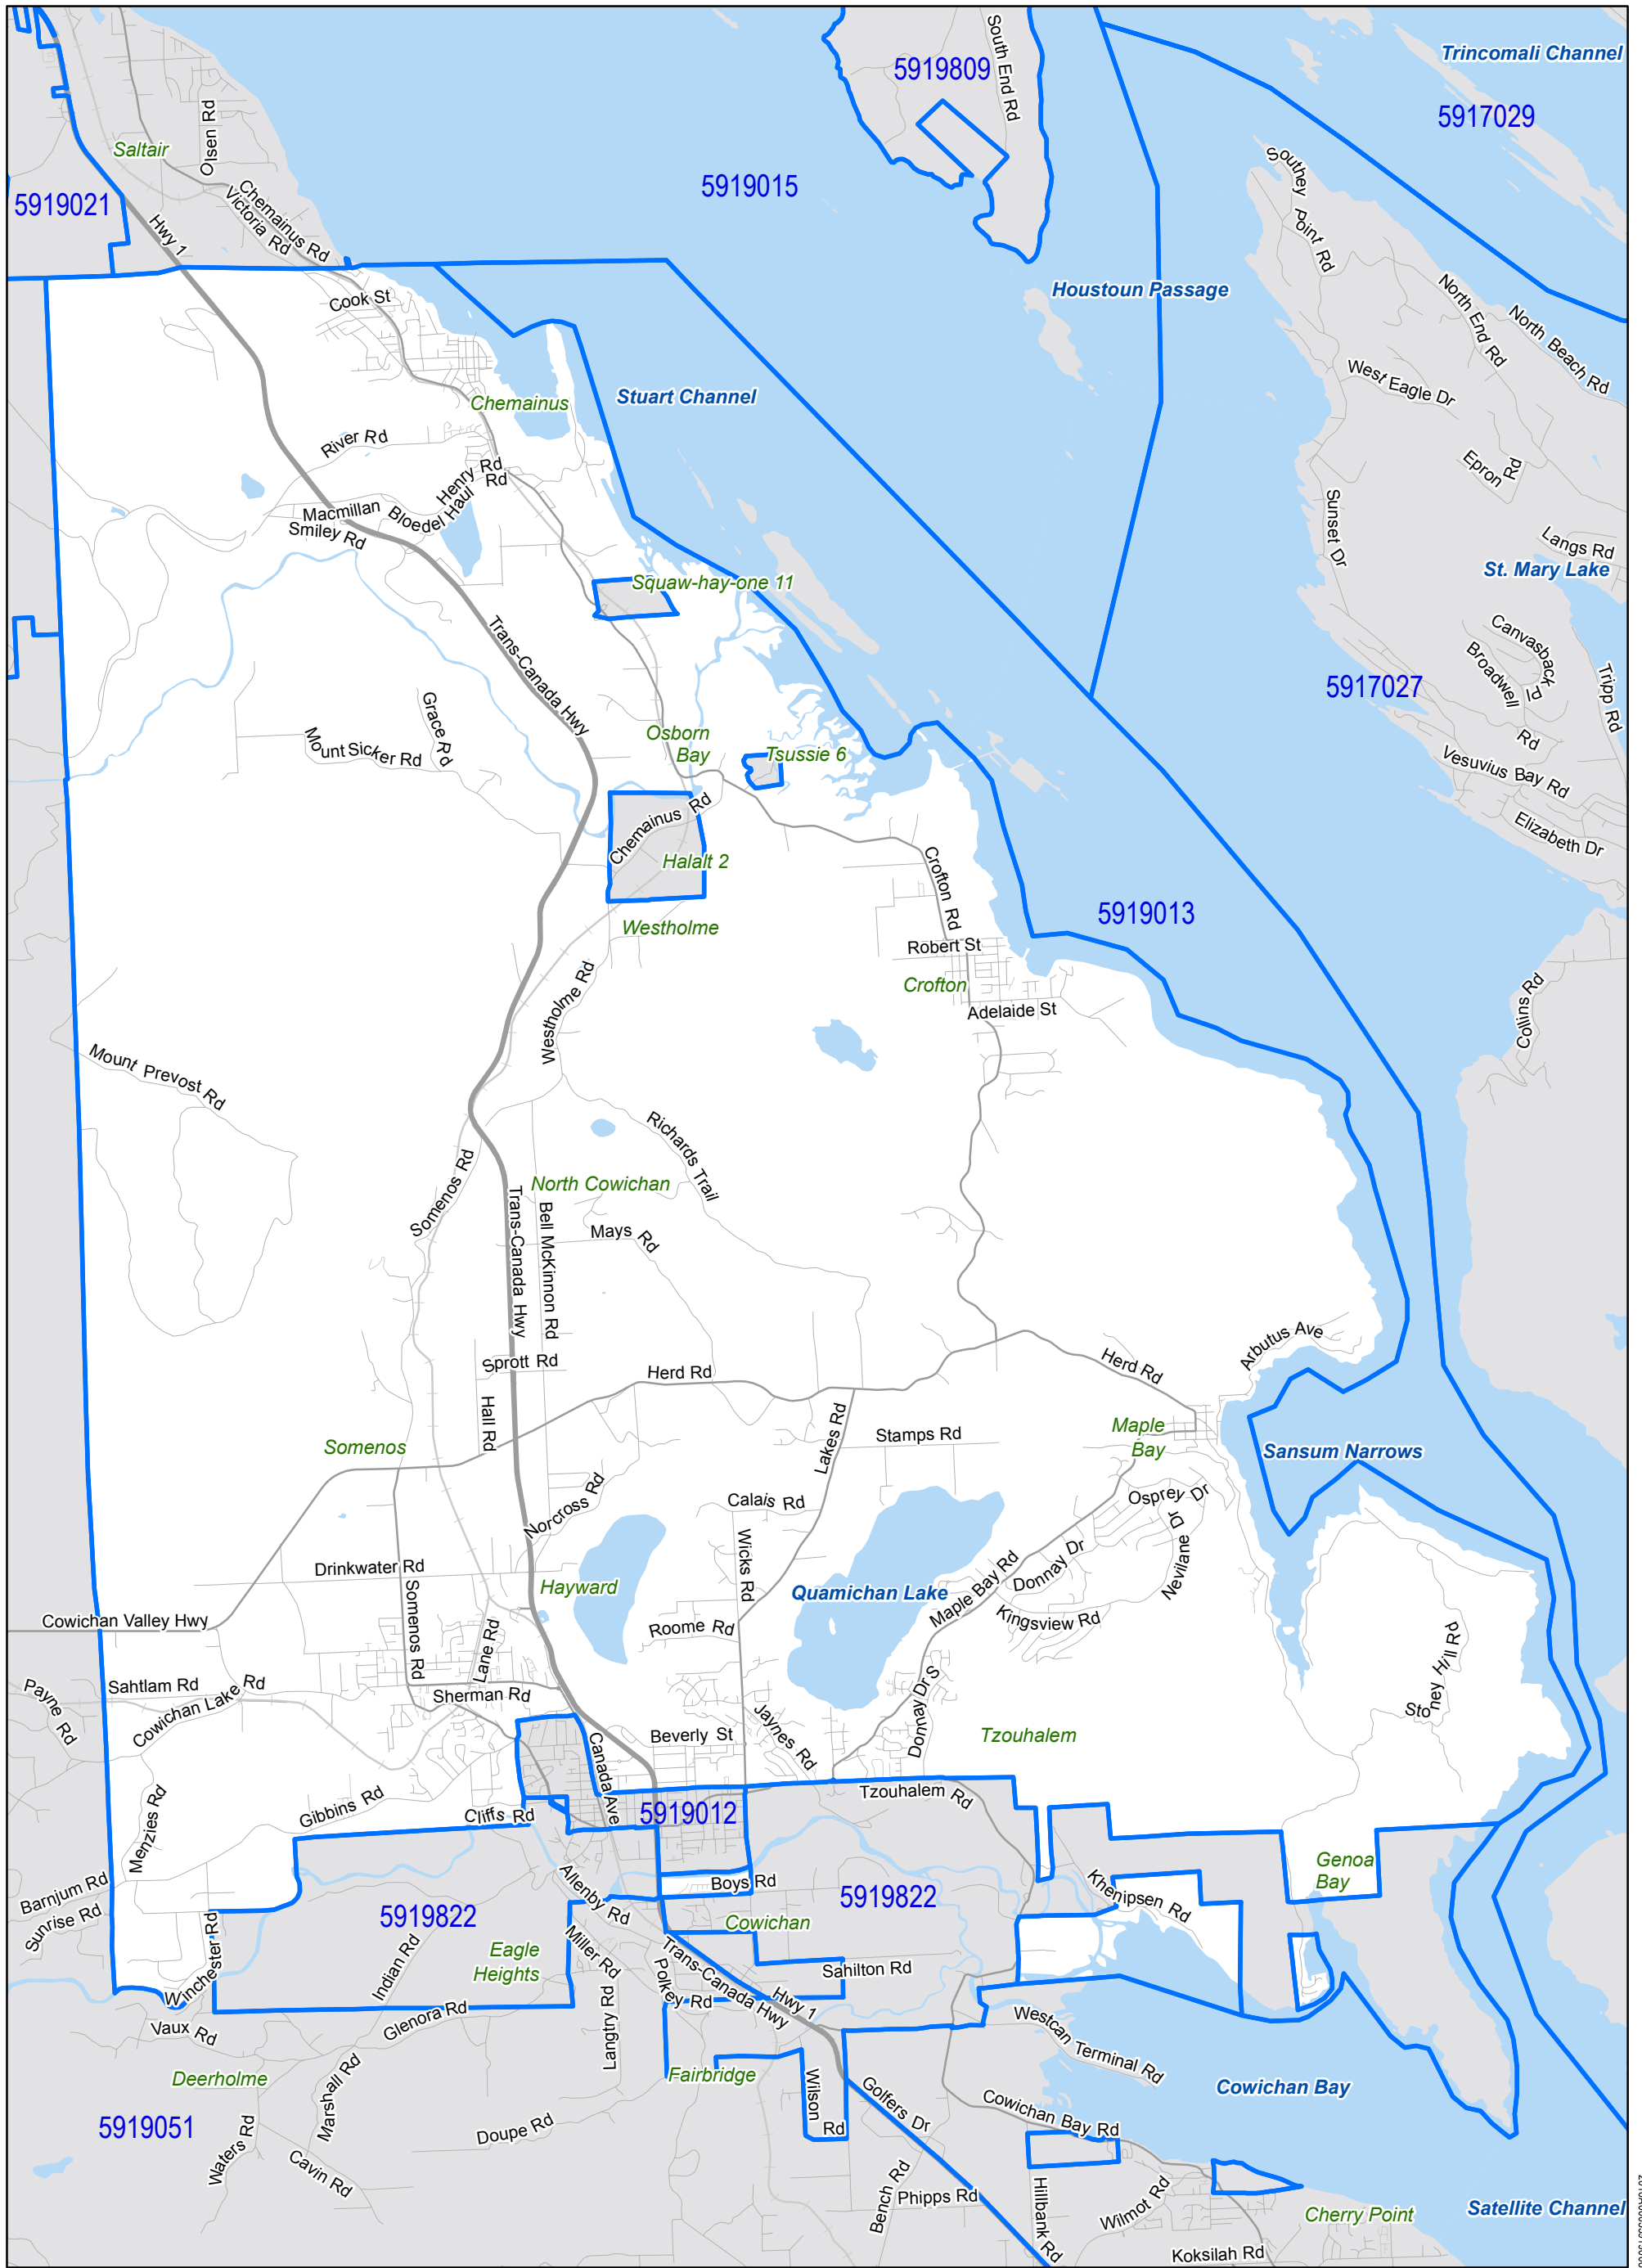 Trincomali Channel
South End Rd
5919809
5917029
Olsen Rd
Saltair
Southey
Point Rd
5919015
5919021
Chemainus Rd
Victoria Rd
Hwy 1
Houstoun Passage
North End Rd
North Beach Rd
Cook St
West Eagle Dr
Stuart Channel
Chemainus
River Rd
Epron
Rd
Henry Rd
Rd
Macmillan
Bloedel Haul
Smiley Rd
Sunset Dr
Langs Rd
St. Mary Lake
Squaw-hay-one 11
Trans-Canada Hwy
Canvasback
Pl
Broadwell
Rd
Tripp Rd
5917027
Grace Rd
Mount Sicker Rd
Osborn
Bay
Tsussie 6
Vesuvius Bay Rd
Chemainus Rd
Elizabeth Dr
Halalt 2
Crofton Rd
5919013
Westholme
Robert St
Westholme Rd
Crofton
Adelaide St
Collins Rd
Mount Prevost Rd
Richards Trail
Somenos Rd
North Cowichan
Trans-Canada Hwy
Bell McKinnon Rd
Mays Rd
Arbutus Ave
Sprott Rd
Herd Rd
Herd Rd
Hall Rd
Lakes Rd
Stamps Rd
Maple
Bay
Somenos
Sansum Narrows
Norcross Rd
Calais Rd
Osprey Dr
Nevilane Dr
Wicks Rd
Drinkwater Rd
Donnay Dr
Hayward
Quamichan Lake
Maple Bay Rd
Somenos Rd
Kingsview Rd
Cowichan Valley Hwy
Roome Rd
Lane Rd
Stoney Hill Rd
Sahtlam Rd
Cowichan Lake Rd
Payne Rd
Sherman Rd
Donnay Dr S
Jaynes Rd
Beverly St
Tzouhalem
Canada Ave
Tzouhalem Rd
Gibbins Rd
Cliffs Rd
5919012
Menzies Rd
Genoa
Bay
Barnjum Rd
Allenby Rd
Boys Rd
Khenipsen Rd
5919822
5919822
Sunrise Rd
Cowichan
Winchester Rd
Indian Rd
Eagle
Heights
Miller Rd
Trans-Canada Hwy
Polkey Rd
Sahilton Rd
Hwy 1
Vaux Rd
Glenora Rd
Langtry Rd
Westcan Terminal Rd
Deerholme
Marshall Rd
Fairbridge
Wilson
Rd
Golfers Dr
Cowichan Bay
5919051
Waters Rd
Doupe Rd
Cowichan Bay Rd
Cavin Rd
Bench Rd
Phipps Rd
Hillbank Rd
Wilmot Rd
Cherry Point
Satellite Channel
Koksilah Rd